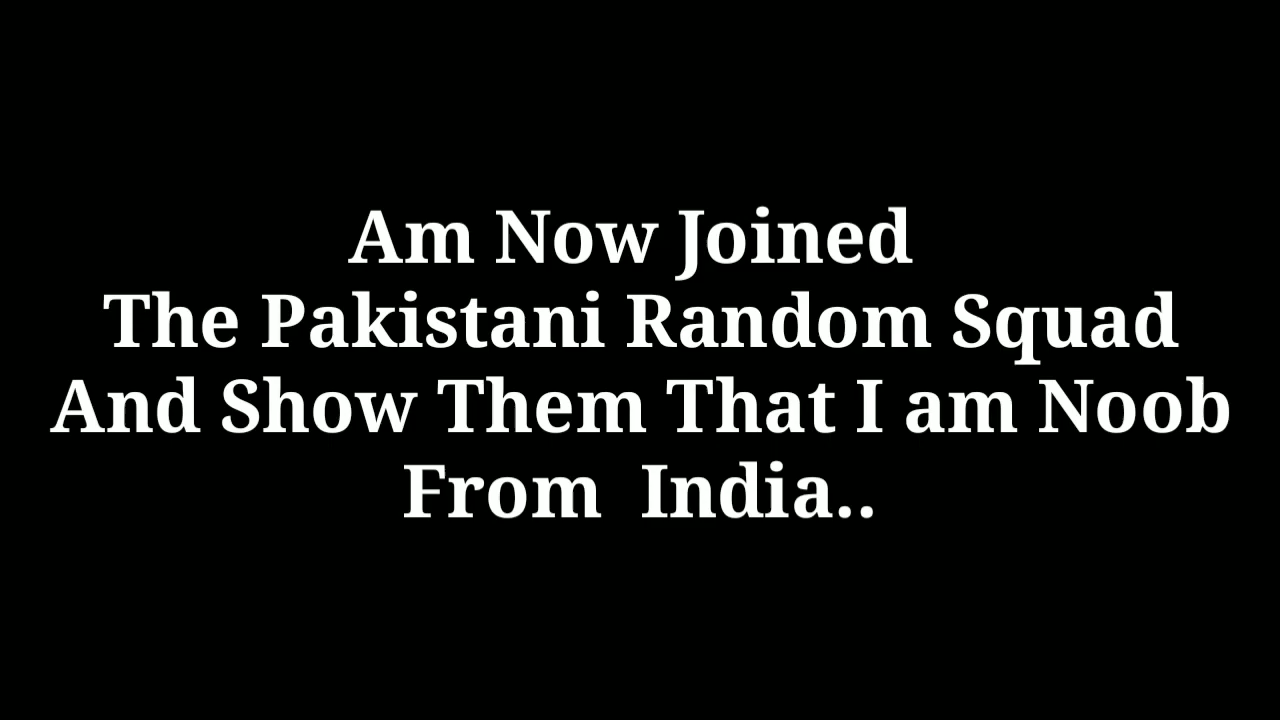 Am Now Joined
The Pakistani Random Squad
And Show Them That I am Noob
From  India..